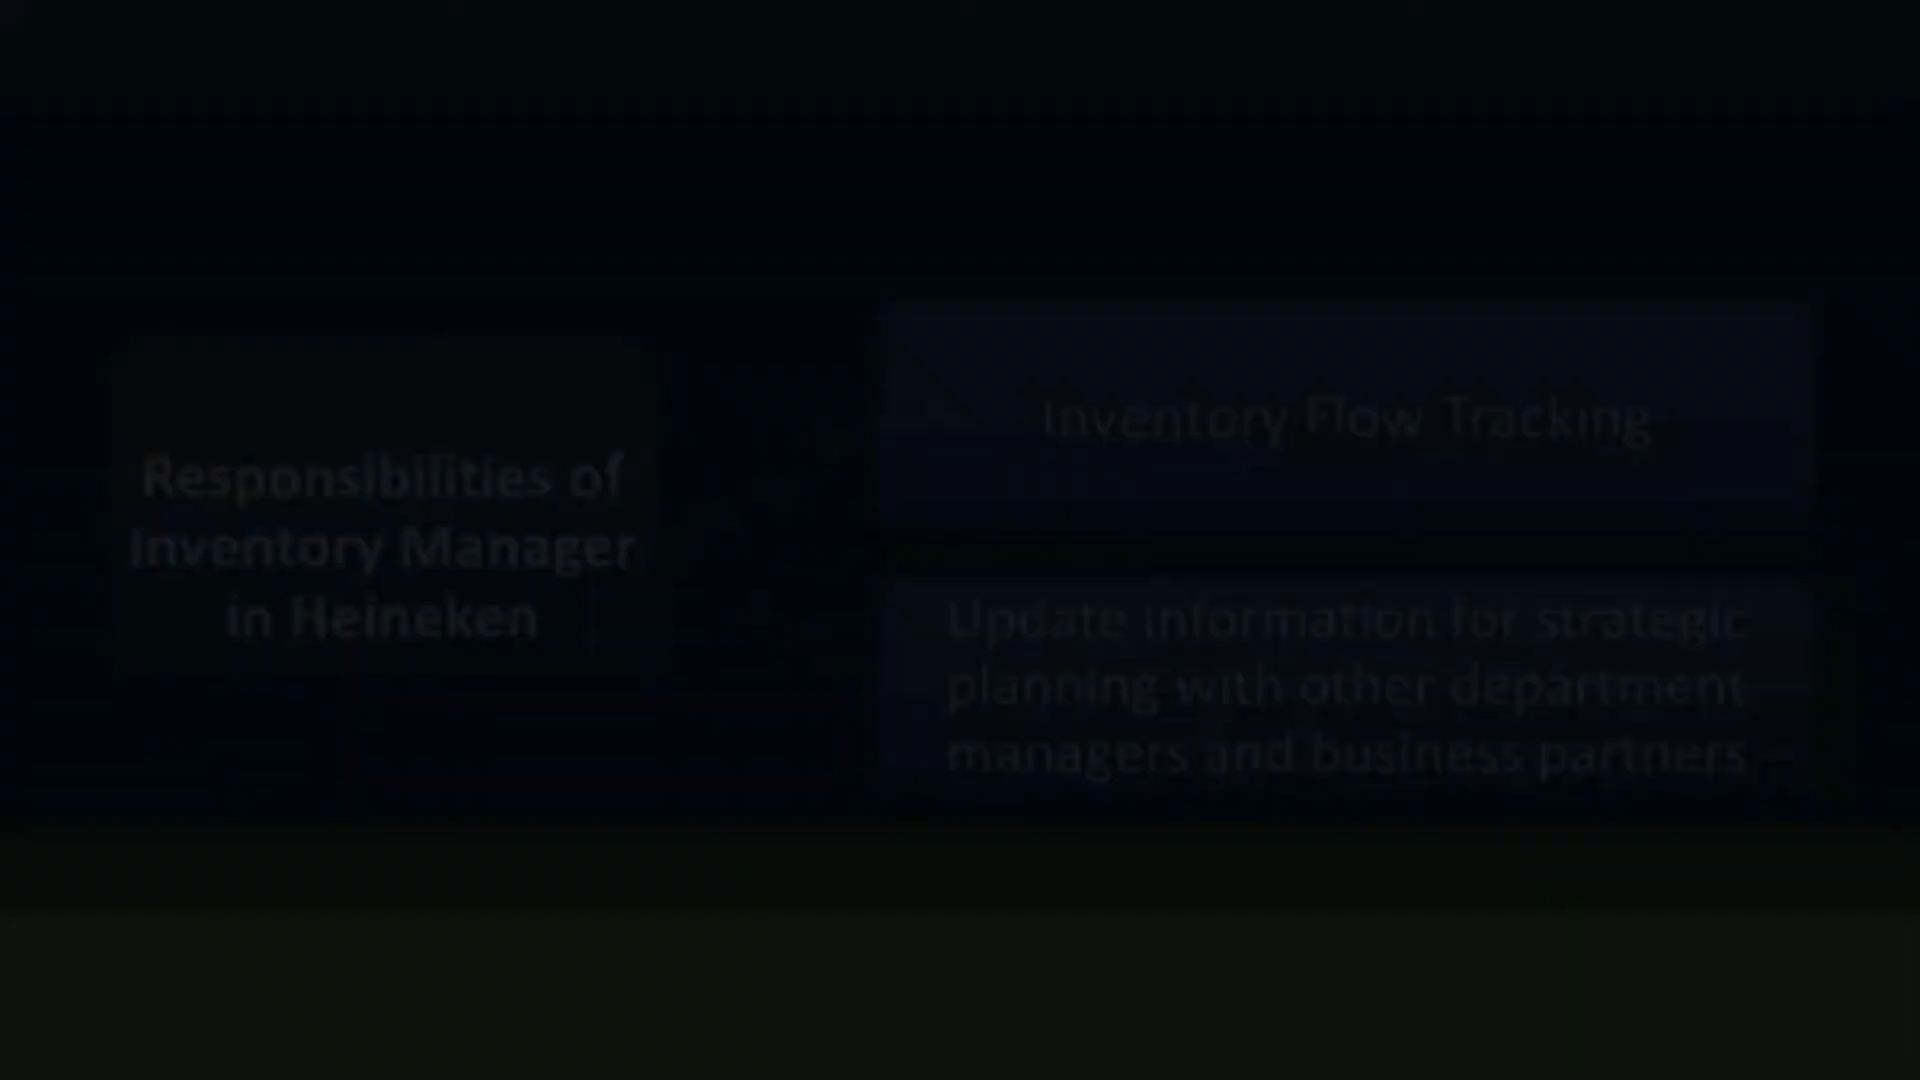 Responsibilities of
Inventory Manager
in Heineken
Inventory Flow Tracking
Update information for strategic
planning with other department
managers and business partners –